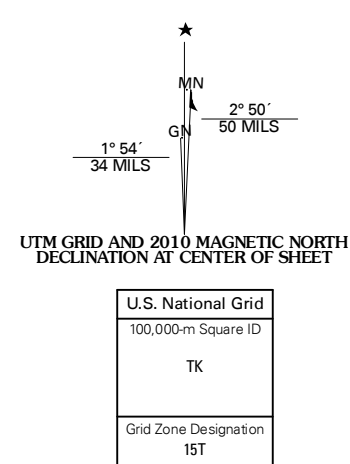 MN
GN
2° 50´
50 MILS
1° 54´
34 MILS
UTM GRID AND 2010 MAGNETIC NORTH
DECLINATION AT CENTER OF SHEET
U.S. National Grid
100,000-m Square ID
TK
Grid Zone Designation
15T